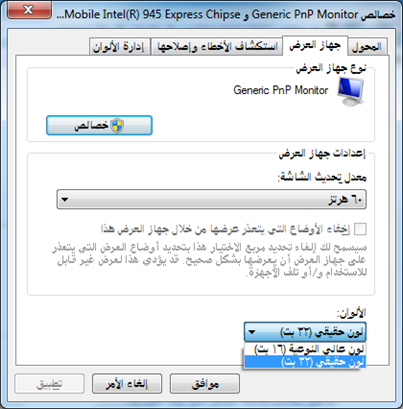 خصائص Generic PnP Monitor و Mobile Intel(R) 945 Express Chipse...
المحول
جهاز العرض
استكشاف الأخطاء وإصلاحها
إدارة الألوان
نوع جهاز العرض
Generic PnP Monitor
خصائص
إعدادات جهاز العرض
معدل تحديث الشاشة:
٦٠ هرتز
إخفاء الأوضاع التي يتعذر عرضها من خلال جهاز العرض هذا
سيسمح لك إلغاء تحديد مربع الاختيار هذا بتحديد أوضاع العرض التي يتعذر
على جهاز العرض أن يعرضها بشكل صحيح. قد يؤدي هذا لعرض غير قابل
للاستخدام و/أو تلف الأجهزة.
الألوان:
لون حقيقي (٣٢ بت)
لون عالي النوعية (١٦ بت)
لون حقيقي (٣٢ بت)
موافق
إلغاء الأمر
تطبيق